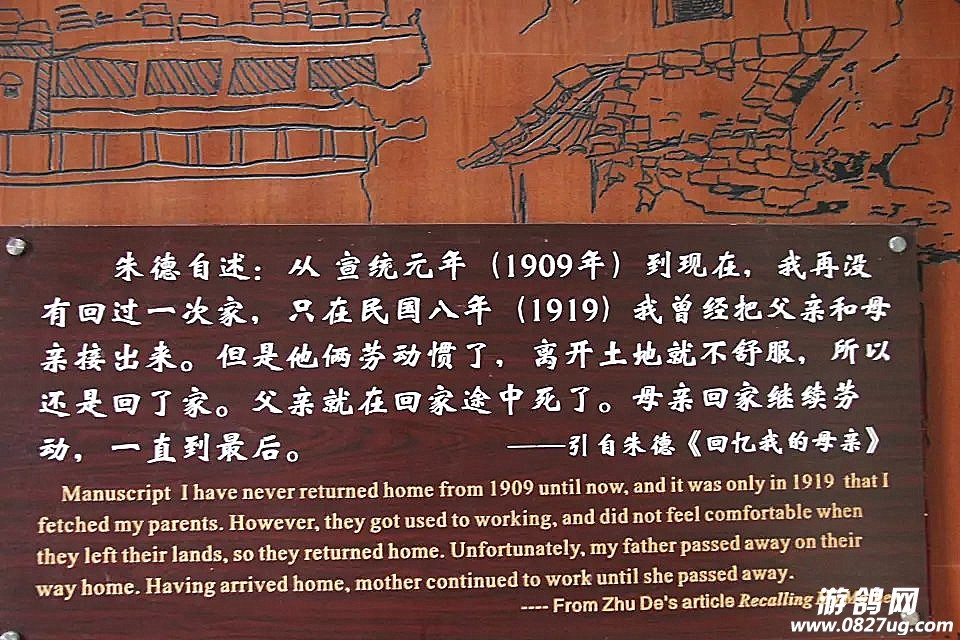 朱德自述：从 宣统元年（1909年）到现在，我再没
有回过一次家，只在民国八年（1919）我曾经把父亲和母
亲接出来。但是他俩劳动惯了，离开土地就不舒服，所以
还是回了家。父亲就在回家途中死了。母亲回家继续劳
动，一直到最后。 ——引自朱德《回忆我的母亲》
Manuscript I have never returned home from 1909 until now, and it was only in 1919 that I
fetched my parents. However, they got used to working, and did not feel comfortable when
they left their lands, so they returned home. Unfortunately, my father passed away on their
way home. Having arrived home, mother continued to work until she passed away.
---- From Zhu De's article Recalling
游鸽网
www.0827ug.com